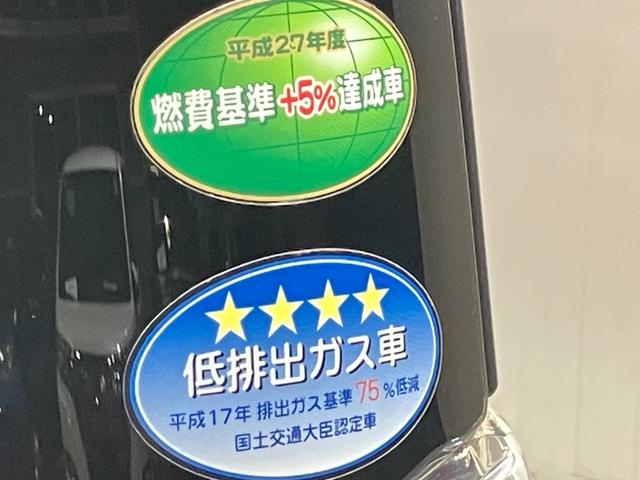 平成27年度
燃費基準+5%達成車
低排出ガス車
平成17年 排出ガス基準75%低減
国土交通大臣認定車